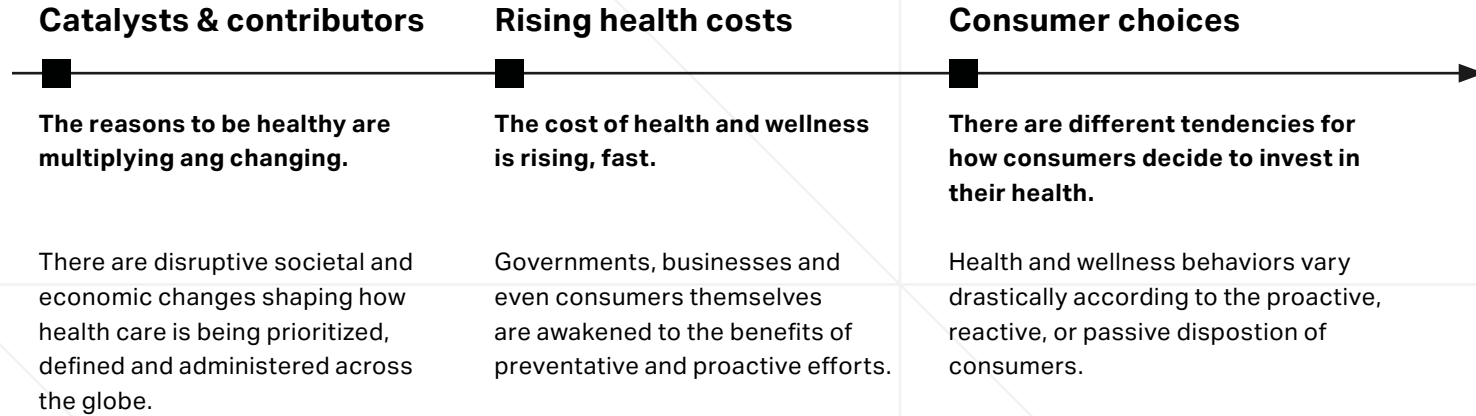 Catalysts & contributors
The reasons to be healthy are
multiplying ang changing.
There are disruptive societal and
economic changes shaping how
health care is being prioritized,
defined and administered across
the globe.
Rising health costs
The cost of health and wellness
is rising, fast.
Governments, businesses and
even consumers themselves
are awakened to the benefits of
preventative and proactive efforts.
Consumer choices
There are different tendencies for
how consumers decide to invest in
their health.
Health and wellness behaviors vary
drastically according to the proactive,
reactive, or passive dispostion of
consumers.